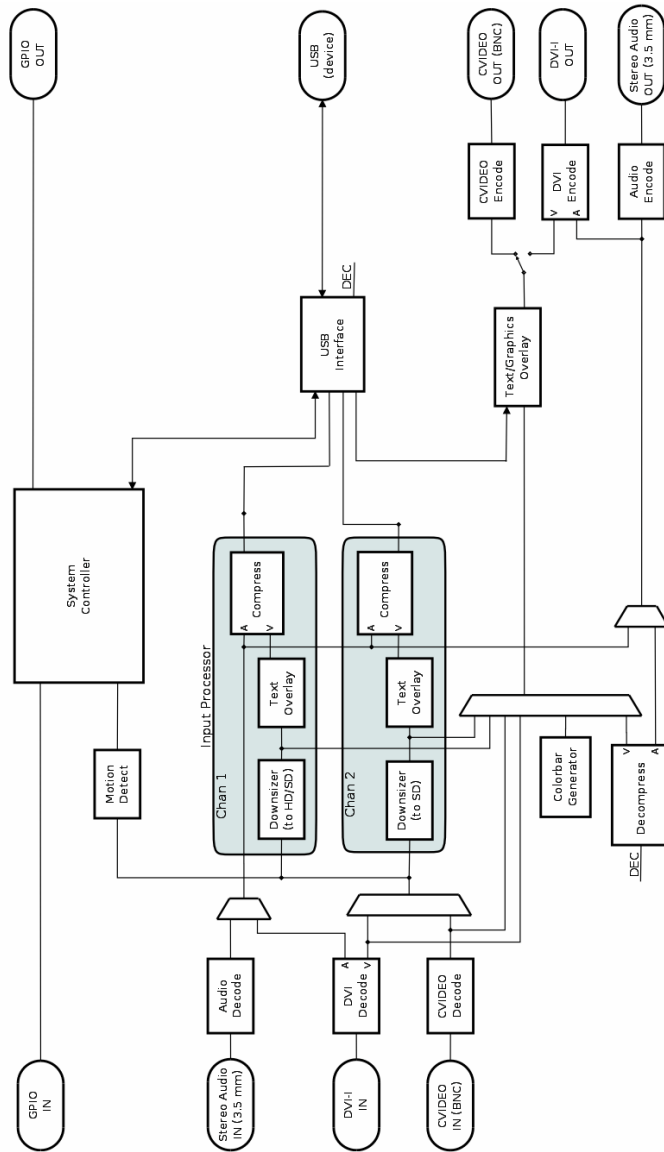 GPIO
IN
System
Controller
GPIO
OUT
Motion
Detect
Input Processor
Chan 1
Downsizer
(to HD/SD)
Text
Overlay
A
V
Compress
USB
Interface
DEC
USB
(device)
Stereo Audio
IN (3.5 mm)
Audio
Decode
Chan 2
Downsizer
(to SD)
Text
Overlay
A
V
Compress
DVI-I
IN
DVI
Decode
A
V
CVIDEO
IN (BNC)
CVIDEO
Decode
Text/Graphics
Overlay
CVIDEO
Encode
CVIDEO
OUT (BNC)
Colorbar
Generator
V
A
DVI
Encode
DVI-I
OUT
DEC
Decompress
V
A
Audio
Encode
Stereo Audio
OUT (3.5 mm)